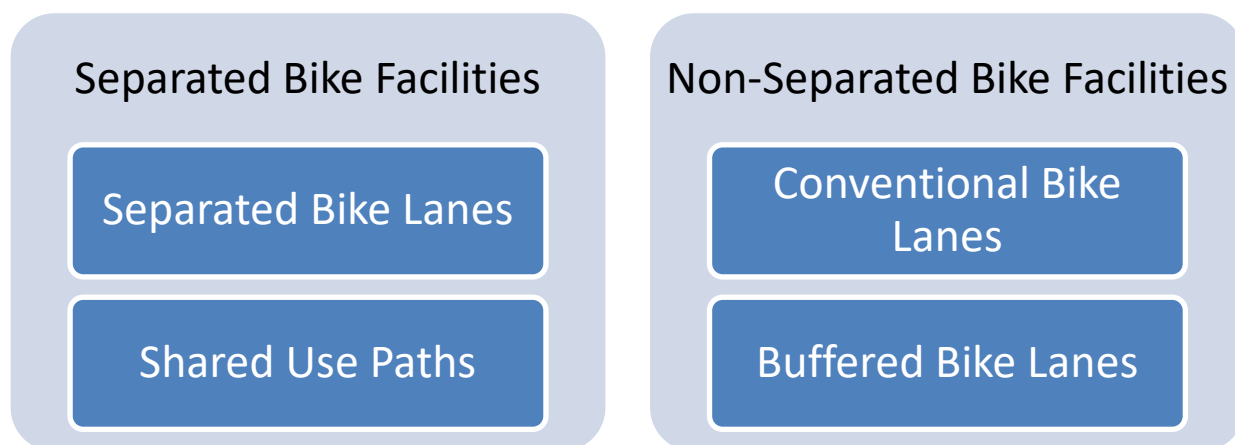 Separated Bike Facilities
Separated Bike Lanes
Shared Use Paths
Non-Separated Bike Facilities
Conventional Bike
Lanes
Buffered Bike Lanes